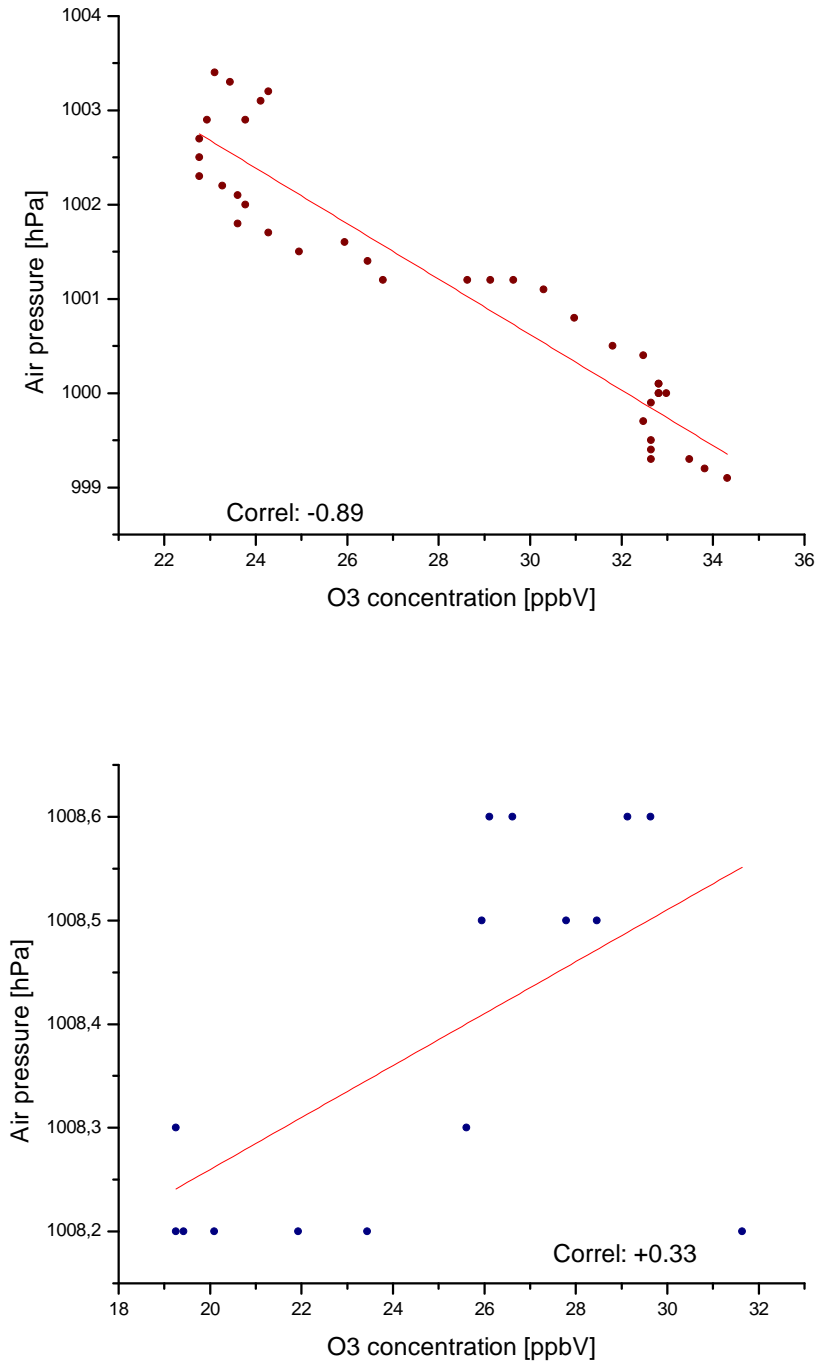 1004
1003
1002
1001
1000
999
Air pressure [hPa]
Correl: -0.89
22 24 26 28 30 32 34 36
O3 concentration [ppbV]
1008,6
1008,5
1008,4
1008,3
1008,2
Air pressure [hPa]
Correl: +0.33
18 20 22 24 26 28 30 32
O3 concentration [ppbV]